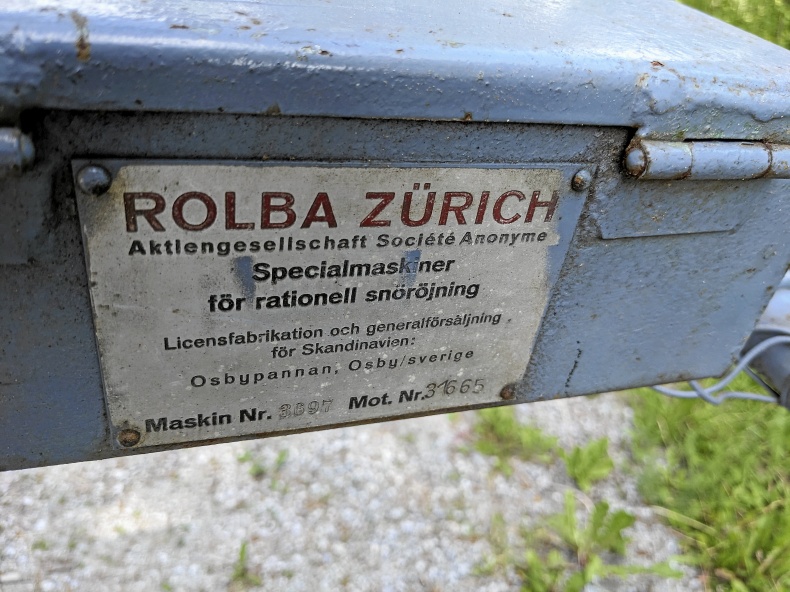 ROLBA ZÜRICH
Aktiengesellschaft Société Anonyme
Specialmaskiner
för rationell snöröjning
Licensfabrikation och generalförsäljning
för Skandinavien:
Osbypannan, Osby/sverige
Maskin Nr. 3697 Mot. Nr. 31665